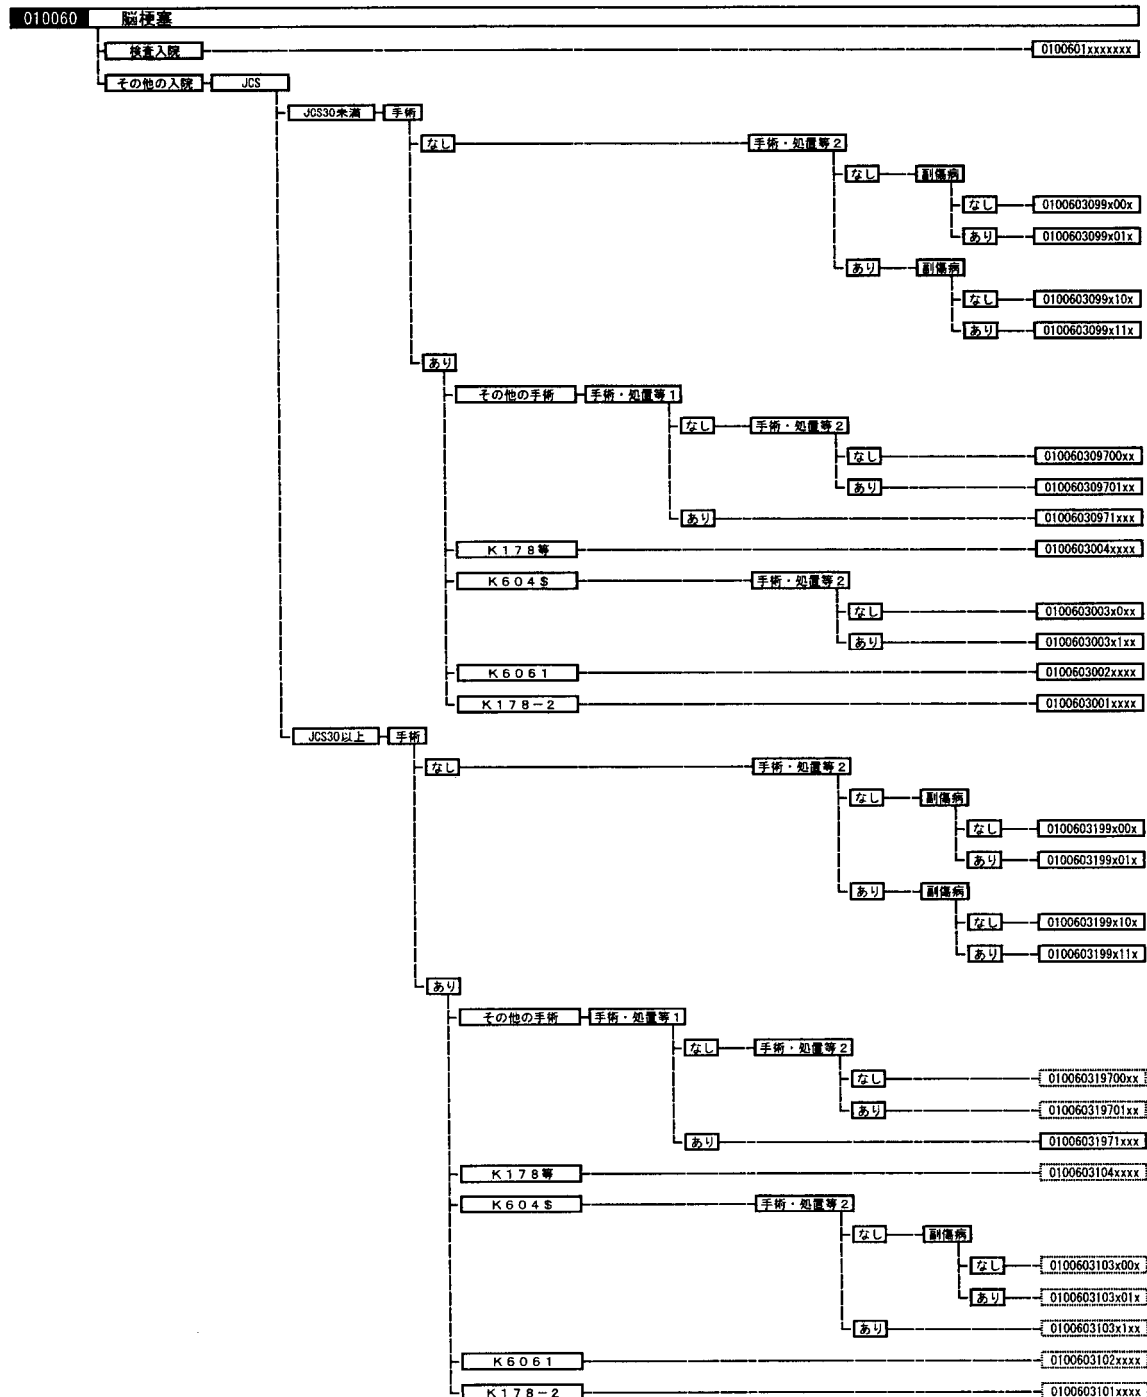 010060 脳梗塞
検査入院 0100601xxxxxxx
その他の入院 JCS
JCS30未満 手術
なし 手術・処置等2
なし 副傷病
なし 0100603099x00x
あり 0100603099x01x
あり 副傷病
なし 0100603099x10x
あり 0100603099x11x
あり
その他の手術 手術・処置等1
なし 手術・処置等2
なし 010060309700xx
あり 010060309701xx
あり 01006030971xxx
K178等 0100603004xxxx
K604$ 手術・処置等2
なし 0100603003x0xx
あり 0100603003x1xx
K6061 0100603002xxxx
K178-2 0100603001xxxx
JCS30以上 手術
なし 手術・処置等2
なし 副傷病
なし 0100603199x00x
あり 0100603199x01x
あり 副傷病
なし 0100603199x10x
あり 0100603199x11x
あり
その他の手術 手術・処置等1
なし 手術・処置等2
なし 010060319700xx
あり 010060319701xx
あり 01006031971xxx
K178等 0100603104xxxx
K604$ 手術・処置等2
なし 副傷病
なし 0100603103x00x
あり 0100603103x01x
あり 0100603103x1xx
K6061 0100603102xxxx
K178-2 0100603101xxxx